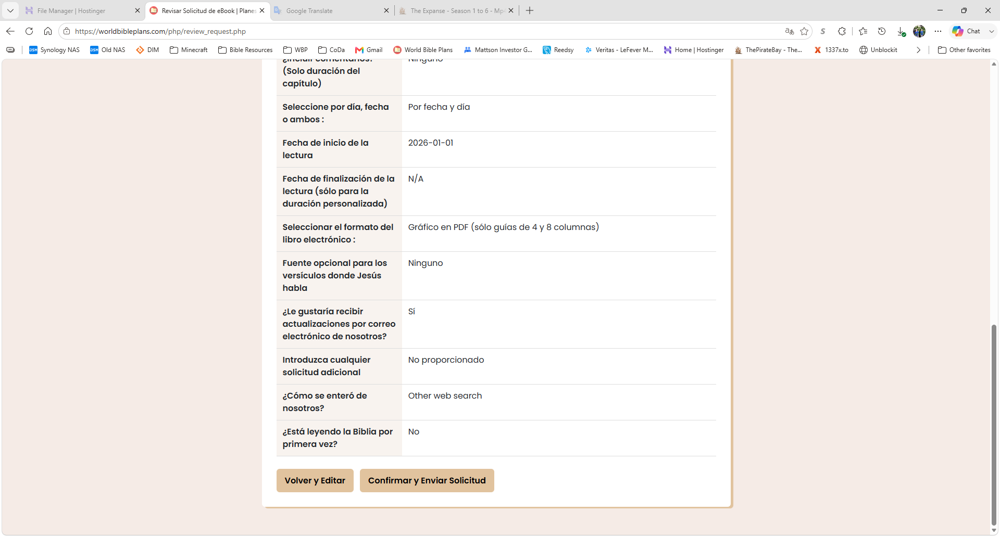 File Manager | Hostinger
Revisar Solicitud de eBook | Planes
Google Translate
The Expanse - Season 1 to 6 - Mp4
https://worldbibleplans.com/php/review_request.php
Chat
Synology NAS
Old NAS
DIM
Minecraft
Bible Resources
WBP
CoDa
Gmail
World Bible Plans
Mattson Investor G...
Reedsy
Veritas - LeFever M...
Home | Hostinger
ThePirateBay - The...
1337x.to
Unblockit
Other favorites
¿Incluir comentarios?
Ninguno
(Solo duración del
capítulo)
Seleccione por día, fecha
o ambos :
Por fecha y día
Fecha de inicio de la
lectura
2026-01-01
Fecha de finalización de la
lectura (sólo para la
duración personalizada)
N/A
Seleccionar el formato del
libro electrónico :
Gráfico en PDF (sólo guías de 4 y 8 columnas)
Fuente opcional para los
versículos donde Jesús
habla
Ninguno
¿Le gustaría recibir
actualizaciones por correo
electrónico de nosotros?
Sí
Introduzca cualquier
solicitud adicional
No proporcionado
¿Cómo se enteró de
nosotros?
Other web search
¿Está leyendo la Biblia por
primera vez?
No
Volver y Editar
Confirmar y Enviar Solicitud